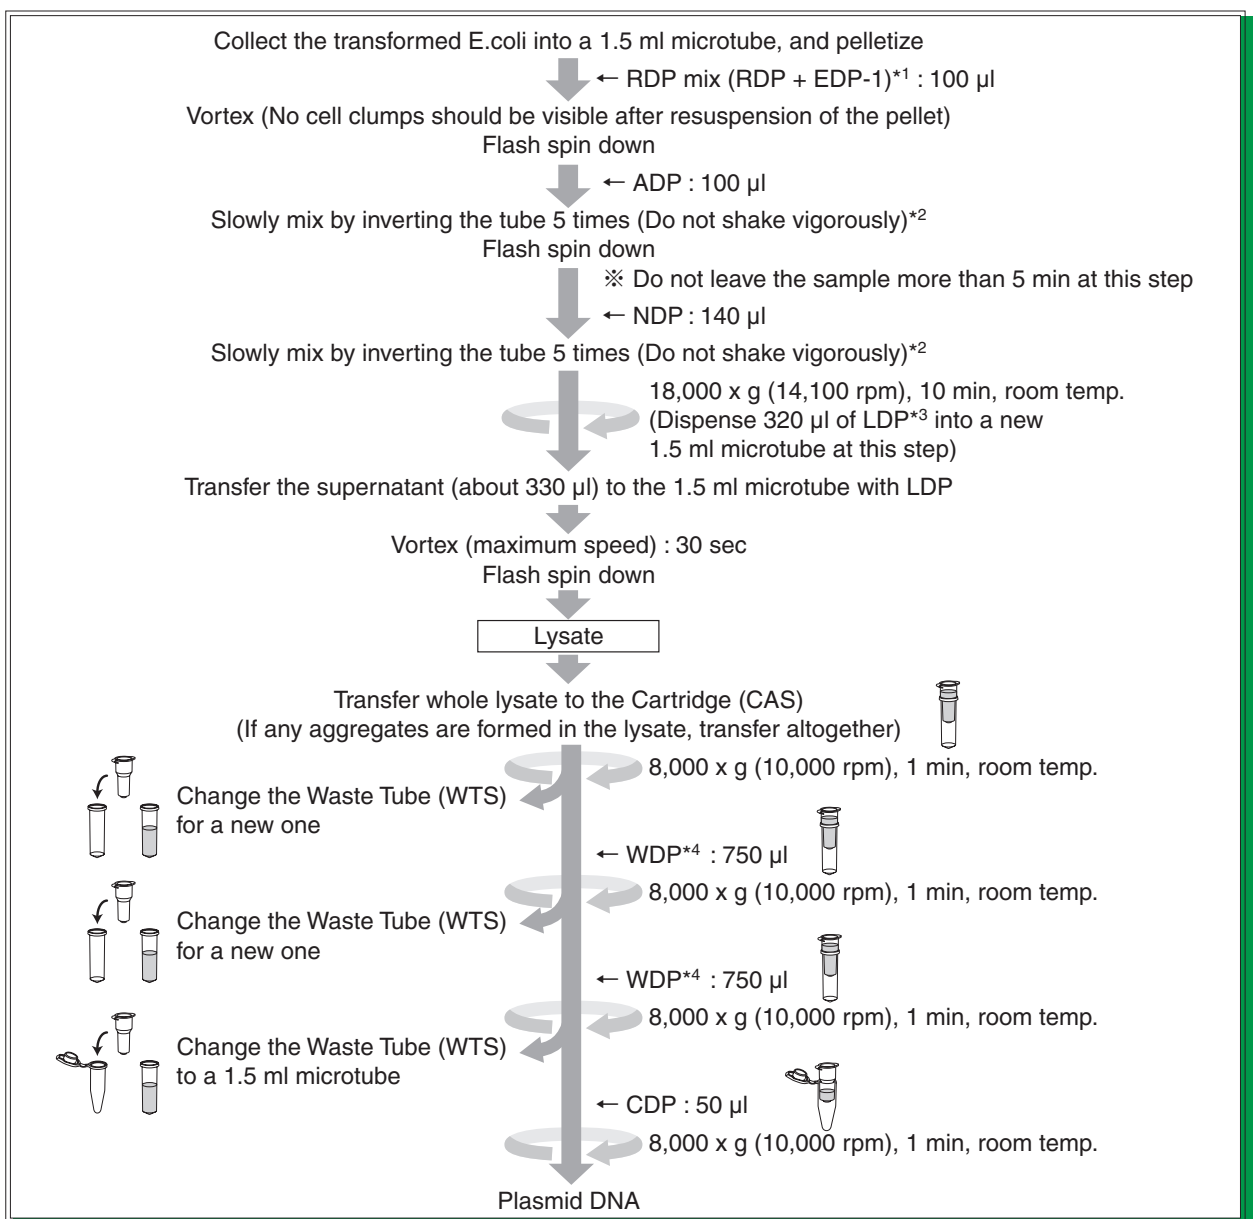 Collect the transformed E.coli into a 1.5 ml microtube, and pelletize
← RDP mix (RDP + EDP-1)*1 : 100 µl
Vortex (No cell clumps should be visible after resuspension of the pellet)
Flash spin down
← ADP : 100 µl
Slowly mix by inverting the tube 5 times (Do not shake vigorously)*2
Flash spin down
※ Do not leave the sample more than 5 min at this step
← NDP : 140 µl
Slowly mix by inverting the tube 5 times (Do not shake vigorously)*2
18,000 x g (14,100 rpm), 10 min, room temp.
(Dispense 320 µl of LDP*3 into a new
1.5 ml microtube at this step)
Transfer the supernatant (about 330 µl) to the 1.5 ml microtube with LDP
Vortex (maximum speed) : 30 sec
Flash spin down
Lysate
Transfer whole lysate to the Cartridge (CAS)
(If any aggregates are formed in the lysate, transfer altogether)
8,000 x g (10,000 rpm), 1 min, room temp.
Change the Waste Tube (WTS)
for a new one
← WDP*4 : 750 µl
8,000 x g (10,000 rpm), 1 min, room temp.
Change the Waste Tube (WTS)
for a new one
← WDP*4 : 750 µl
8,000 x g (10,000 rpm), 1 min, room temp.
Change the Waste Tube (WTS)
to a 1.5 ml microtube
← CDP : 50 µl
8,000 x g (10,000 rpm), 1 min, room temp.
Plasmid DNA